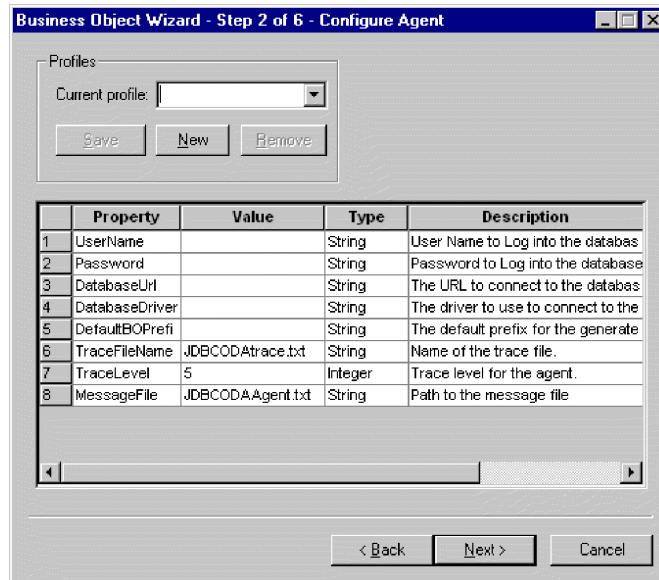 Business Object Wizard - Step 2 of 6 - Configure Agent
Profiles
Current profile:
Save New Remove
Property Value Type Description
1 UserName String User Name to Log into the databas
2 Password String Password to Log into the database
3 DatabaseUrl String The URL to connect to the databas
4 DatabaseDriver String The driver to use to connect to the
5 DefaultBOPrefi String The default prefix for the generate
6 TraceFileName JDBCODAtrace.txt String Name of the trace file.
7 TraceLevel 5 Integer Trace level for the agent.
8 MessageFile JDBCODAAgent.txt String Path to the message file
< Back Next > Cancel